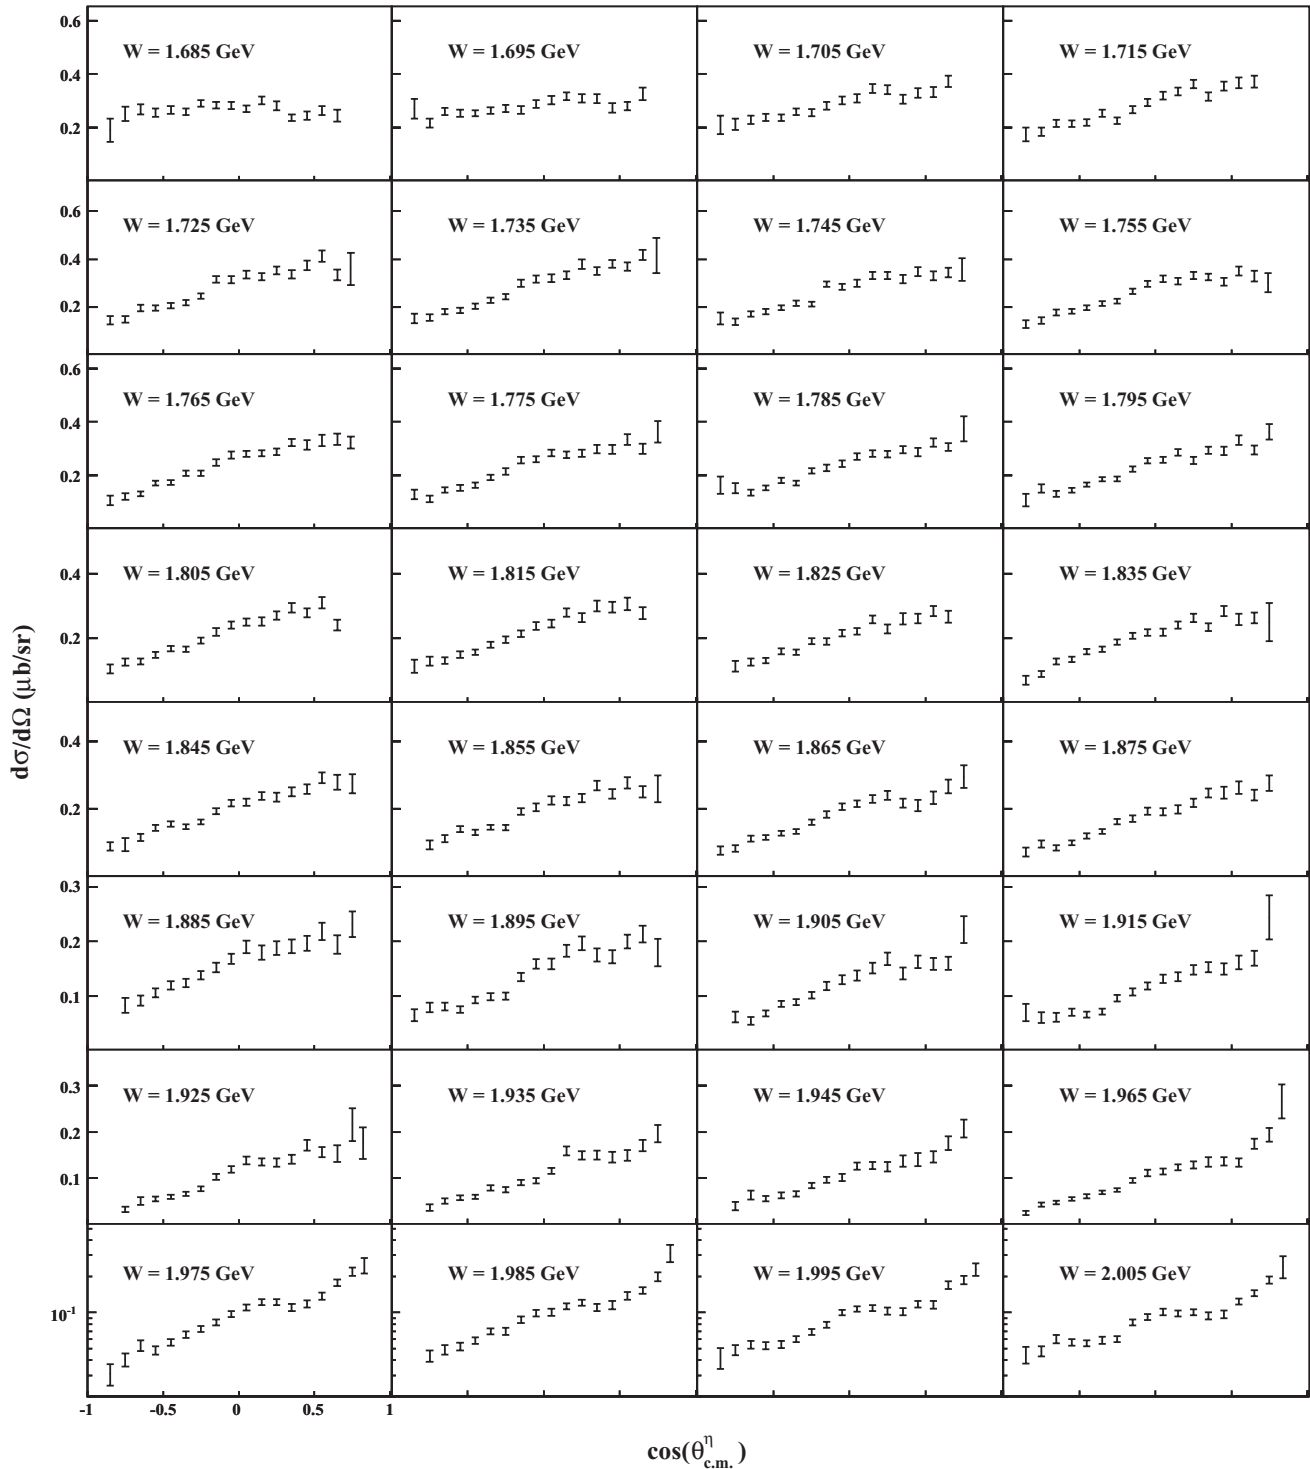 0.6
0.4
0.2
W = 1.685 GeV
W = 1.695 GeV
W = 1.705 GeV
W = 1.715 GeV
0.6
0.4
0.2
W = 1.725 GeV
W = 1.735 GeV
W = 1.745 GeV
W = 1.755 GeV
0.6
0.4
0.2
W = 1.765 GeV
W = 1.775 GeV
W = 1.785 GeV
W = 1.795 GeV
0.4
0.2
W = 1.805 GeV
W = 1.815 GeV
W = 1.825 GeV
W = 1.835 GeV
dσ/dΩ (μb/sr)
0.4
0.2
W = 1.845 GeV
W = 1.855 GeV
W = 1.865 GeV
W = 1.875 GeV
0.3
0.2
0.1
W = 1.885 GeV
W = 1.895 GeV
W = 1.905 GeV
W = 1.915 GeV
0.3
0.2
0.1
W = 1.925 GeV
W = 1.935 GeV
W = 1.945 GeV
W = 1.965 GeV
10⁻¹
W = 1.975 GeV
W = 1.985 GeV
W = 1.995 GeV
W = 2.005 GeV
-1 -0.5 0 0.5 1
cos(θ^η_c.m.)